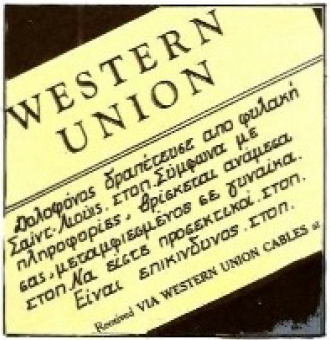 WESTERN
UNION
Δολοφόνος δραπέτευσε απο φυλακή
Σαίντ-Λιούις. στοπ. Σύμφωνα με
πληροφορίες, βρίσκεται ανάμεσα
σας, μεταμφιεσμένος σε γυναίκα.
στοπ. Να είστε προσεκτικοί. στοπ.
Είναι επικίνδυνος. στοπ.
Received VIA WESTERN UNION CABLES